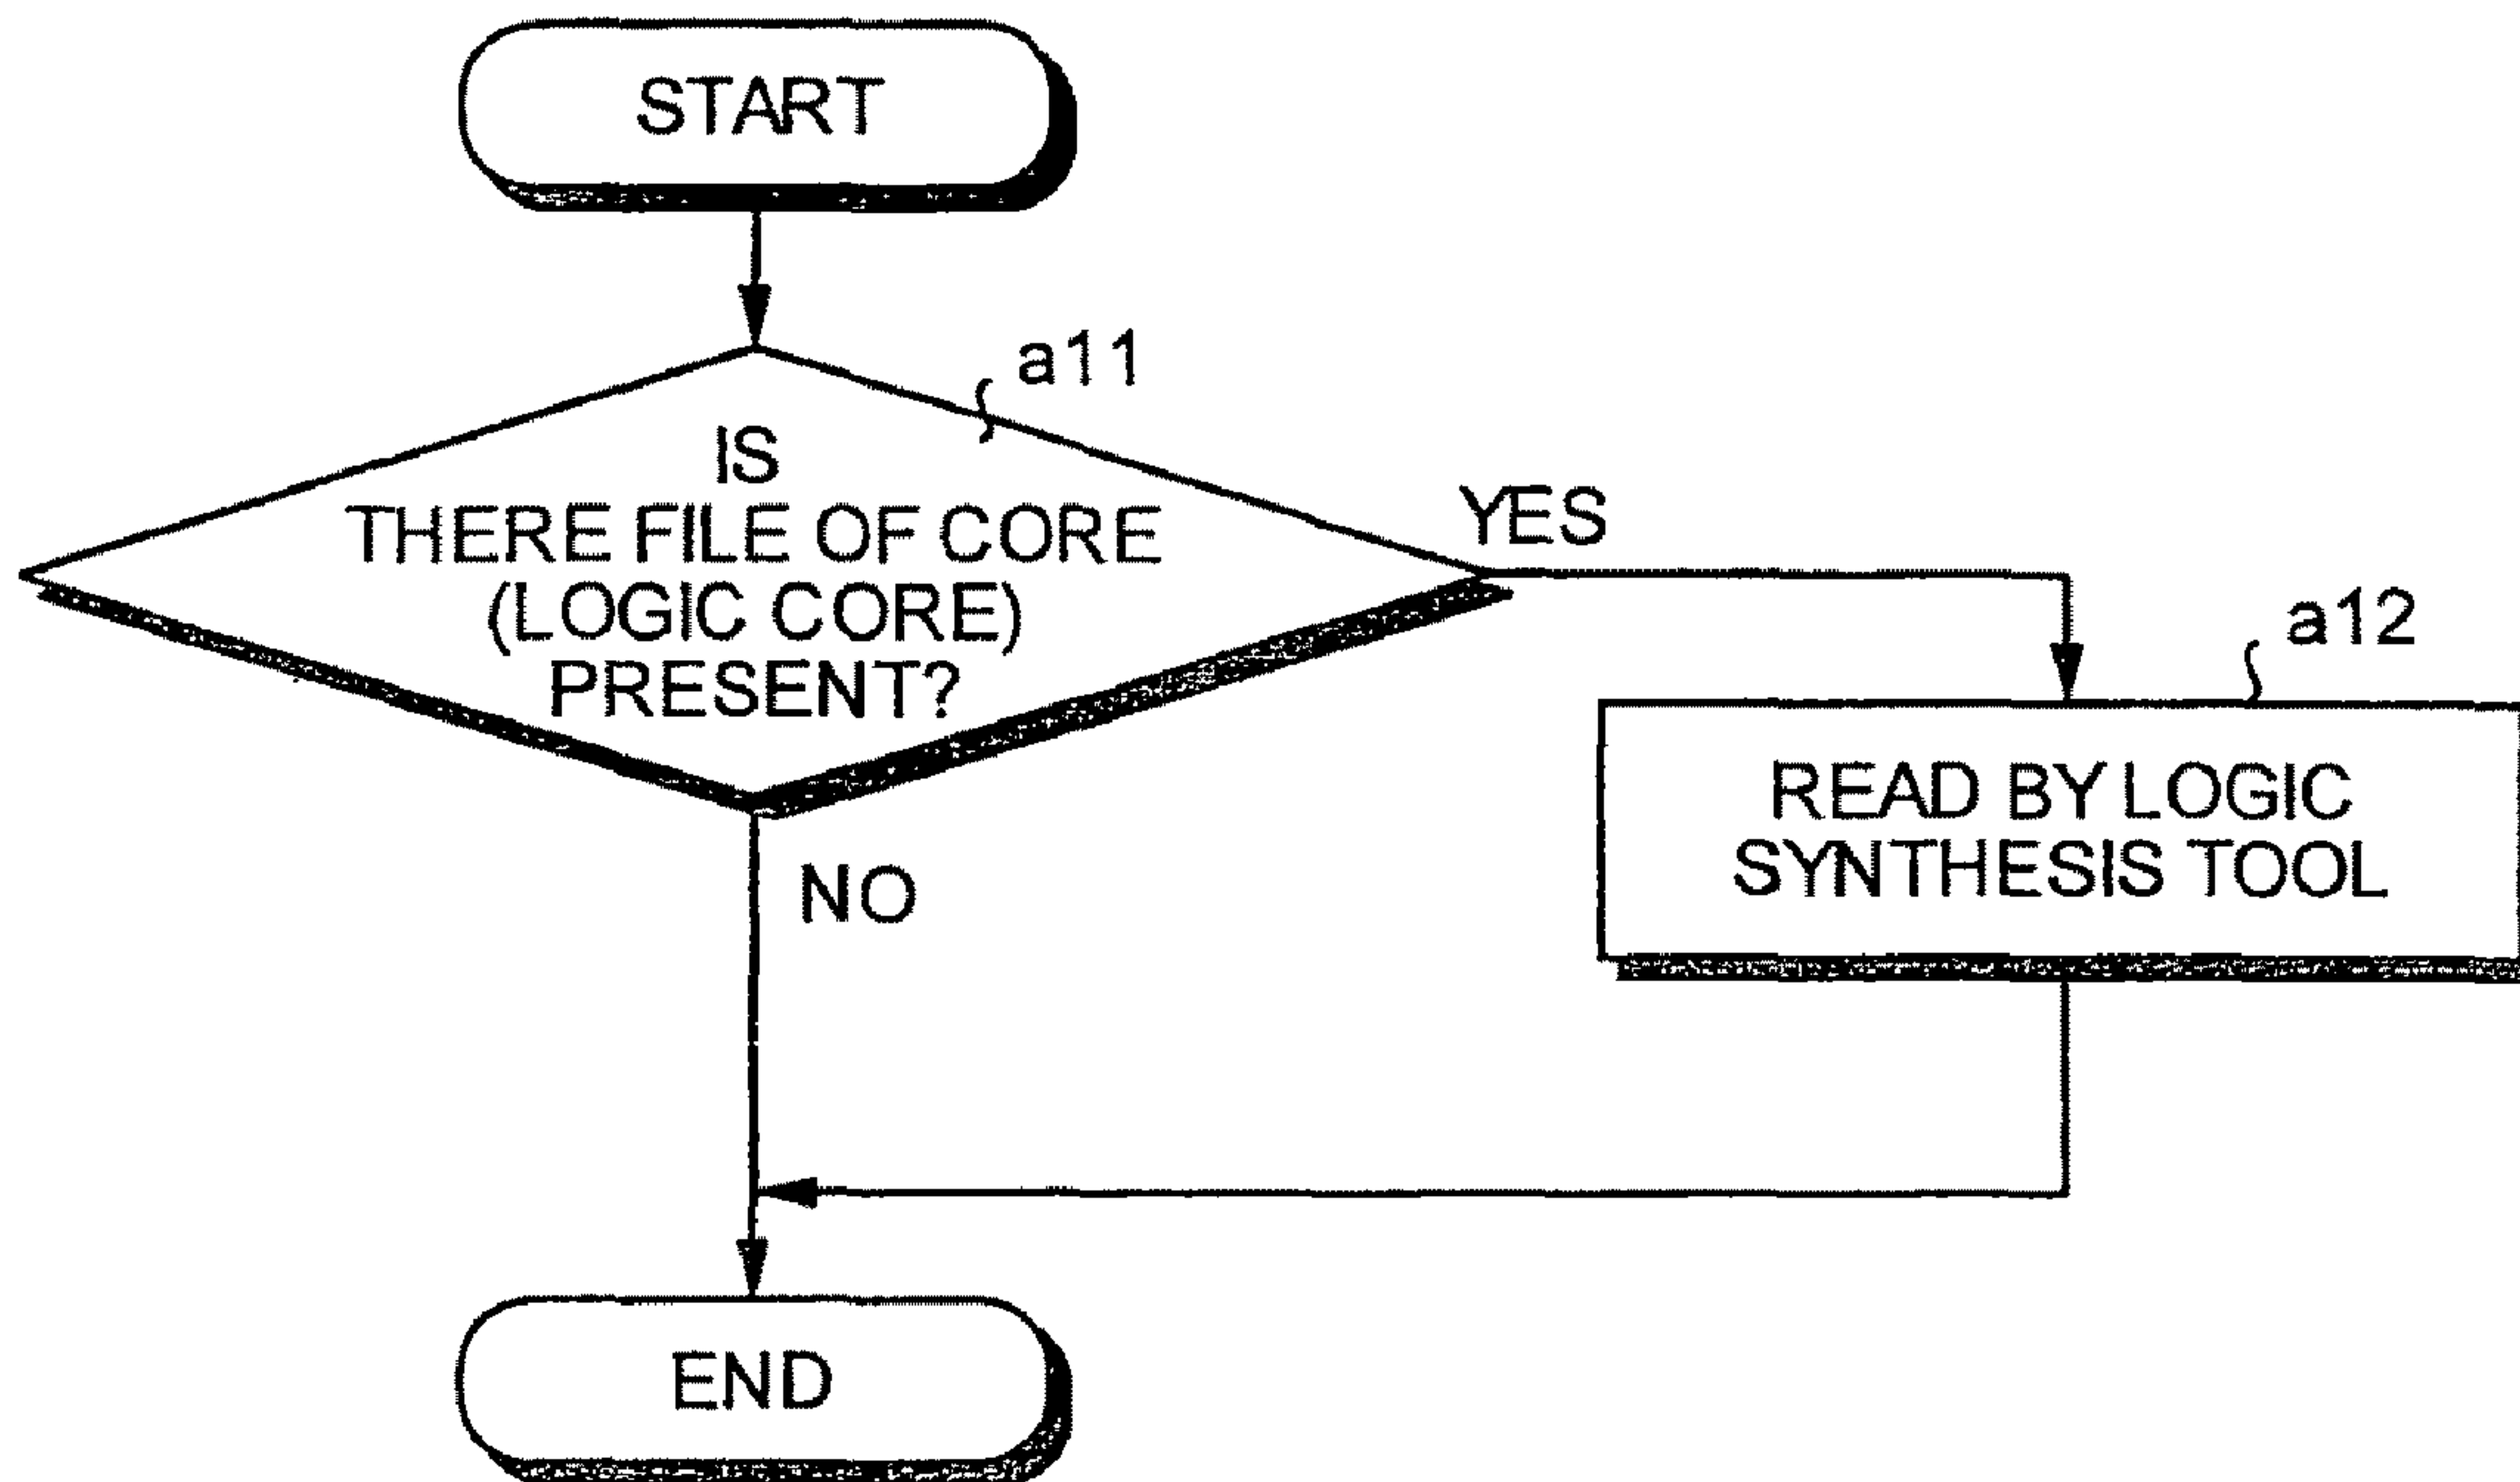 START
a11
IS
THERE FILE OF CORE
(LOGIC CORE)
PRESENT?
YES
a12
READ BY LOGIC
SYNTHESIS TOOL
NO
END